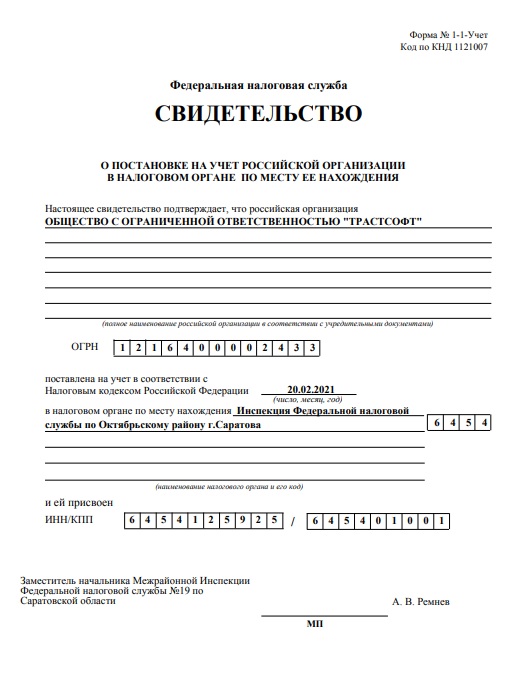 Форма № 1-1-Учет
Код по КНД 1121007
Федеральная налоговая служба
СВИДЕТЕЛЬСТВО
О ПОСТАНОВКЕ НА УЧЕТ РОССИЙСКОЙ ОРГАНИЗАЦИИ
В НАЛОГОВОМ ОРГАНЕ ПО МЕСТУ ЕЕ НАХОЖДЕНИЯ
Настоящее свидетельство подтверждает, что российская организация
ОБЩЕСТВО С ОГРАНИЧЕННОЙ ОТВЕТСТВЕННОСТЬЮ "ТРАСТСОФТ"
(полное наименование российской организации в соответствии с учредительными документами)
ОГРН 1 2 1 6 4 0 0 0 0 2 4 3 3
поставлена на учет в соответствии с
Налоговым кодексом Российской Федерации 20.02.2021
(число, месяц, год)
в налоговом органе по месту нахождения Инспекция Федеральной налоговой
службы по Октябрьскому району г.Саратова 6 4 5 4
(наименование налогового органа и его код)
и ей присвоен
ИНН/КПП 6 4 5 4 1 2 5 9 2 5 / 6 4 5 4 0 1 0 0 1
Заместитель начальника Межрайонной Инспекции
Федеральной налоговой службы №19 по
Саратовской области А. В. Ремнев
МП